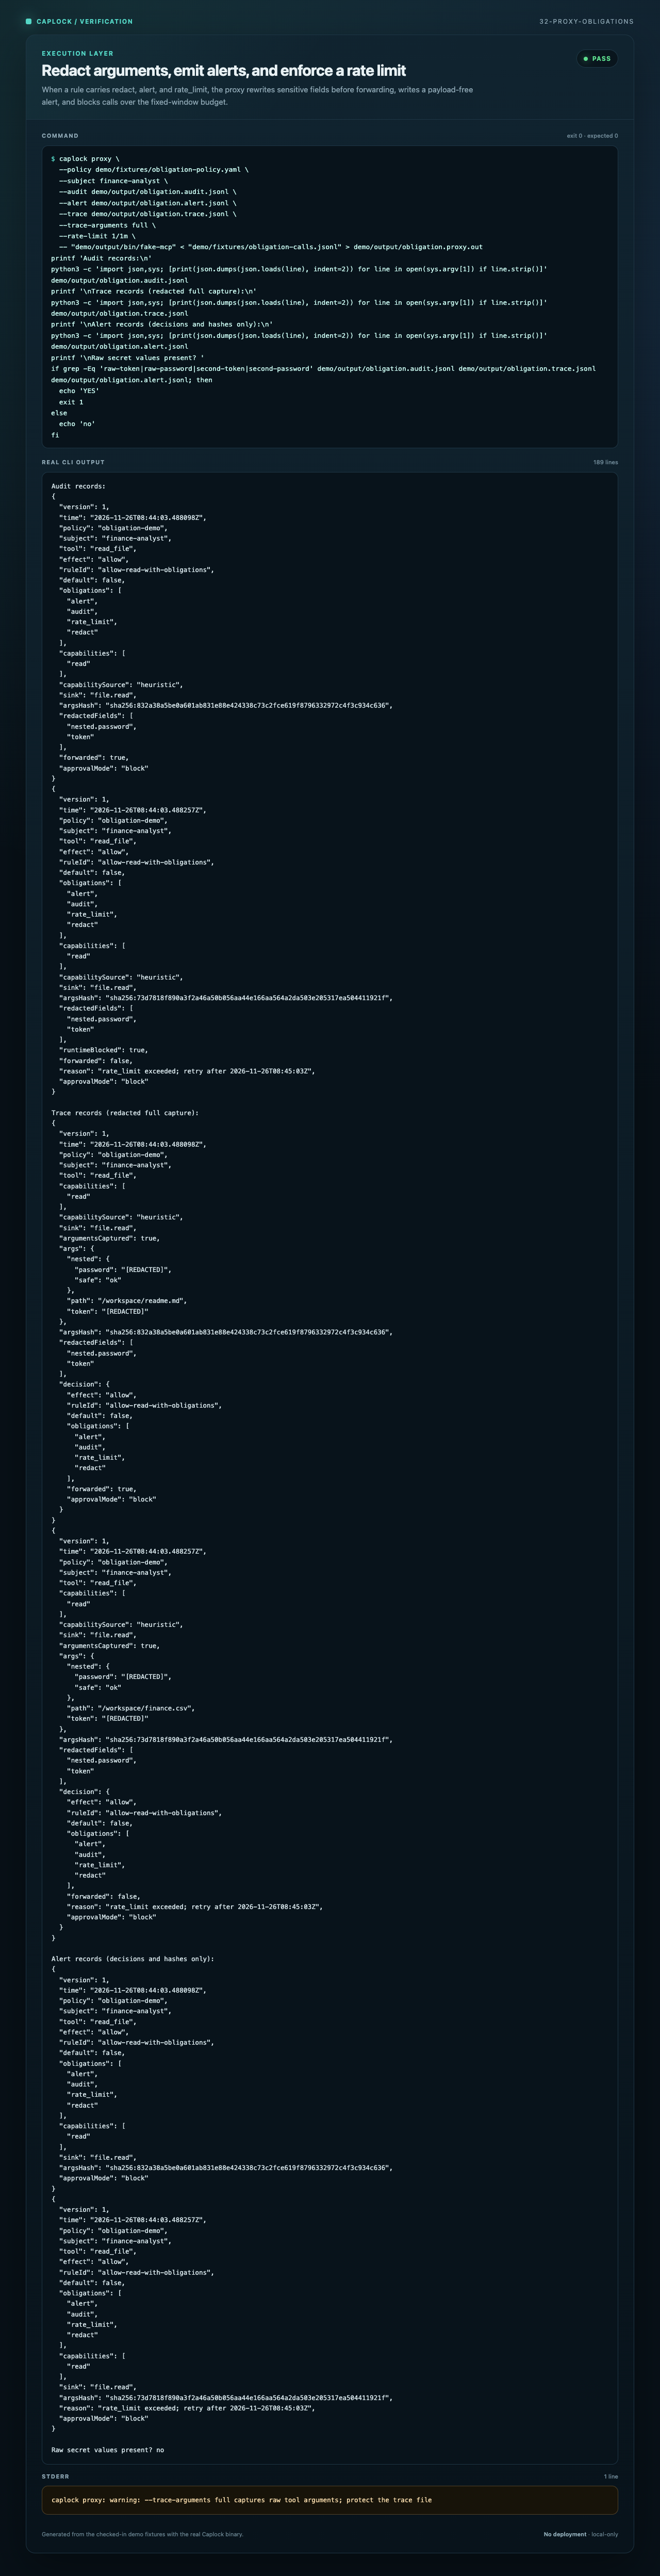 CAPLOCK / VERIFICATION
32-PROXY-OBLIGATIONS
EXECUTION LAYER
Redact arguments, emit alerts, and enforce a rate limit
PASS
When a rule carries redact, alert, and rate_limit, the proxy rewrites sensitive fields before forwarding, writes a payload-free
alert, and blocks calls over the fixed-window budget.
COMMAND
exit 0 · expected 0
$ caplock proxy \
  --policy demo/fixtures/obligation-policy.yaml \
  --subject finance-analyst \
  --audit demo/output/obligation.audit.jsonl \
  --alert demo/output/obligation.alert.jsonl \
  --trace demo/output/obligation.trace.jsonl \
  --trace-arguments full \
  --rate-limit 1/1m \
  -- "demo/output/bin/fake-mcp" < "demo/fixtures/obligation-calls.jsonl" > demo/output/obligation.proxy.out
printf 'Audit records:\n'
python3 -c 'import json,sys; [print(json.dumps(json.loads(line), indent=2)) for line in open(sys.argv[1]) if line.strip()]'
demo/output/obligation.audit.jsonl
printf '\nTrace records (redacted full capture):\n'
python3 -c 'import json,sys; [print(json.dumps(json.loads(line), indent=2)) for line in open(sys.argv[1]) if line.strip()]'
demo/output/obligation.trace.jsonl
printf '\nAlert records (decisions and hashes only):\n'
python3 -c 'import json,sys; [print(json.dumps(json.loads(line), indent=2)) for line in open(sys.argv[1]) if line.strip()]'
demo/output/obligation.alert.jsonl
printf '\nRaw secret values present? '
if grep -Eq 'raw-token|raw-password|second-token|second-password' demo/output/obligation.audit.jsonl demo/output/obligation.trace.jsonl
demo/output/obligation.alert.jsonl; then
  echo 'YES'
  exit 1
else
  echo 'no'
fi
REAL CLI OUTPUT
189 lines
Audit records:
{
  "version": 1,
  "time": "2026-11-26T08:44:03.488098Z",
  "policy": "obligation-demo",
  "subject": "finance-analyst",
  "tool": "read_file",
  "effect": "allow",
  "ruleId": "allow-read-with-obligations",
  "default": false,
  "obligations": [
    "alert",
    "audit",
    "rate_limit",
    "redact"
  ],
  "capabilities": [
    "read"
  ],
  "capabilitySource": "heuristic",
  "sink": "file.read",
  "argsHash": "sha256:832a38a5be0a601ab831e88e424338c73c2fce619f8796332972c4f3c934c636",
  "redactedFields": [
    "nested.password",
    "token"
  ],
  "forwarded": true,
  "approvalMode": "block"
}
{
  "version": 1,
  "time": "2026-11-26T08:44:03.488257Z",
  "policy": "obligation-demo",
  "subject": "finance-analyst",
  "tool": "read_file",
  "effect": "allow",
  "ruleId": "allow-read-with-obligations",
  "default": false,
  "obligations": [
    "alert",
    "audit",
    "rate_limit",
    "redact"
  ],
  "capabilities": [
    "read"
  ],
  "capabilitySource": "heuristic",
  "sink": "file.read",
  "argsHash": "sha256:73d7818f890a3f2a46a50b056aa44e166aa564a2da503e205317ea504411921f",
  "redactedFields": [
    "nested.password",
    "token"
  ],
  "runtimeBlocked": true,
  "forwarded": false,
  "reason": "rate_limit exceeded; retry after 2026-11-26T08:45:03Z",
  "approvalMode": "block"
}
Trace records (redacted full capture):
{
  "version": 1,
  "time": "2026-11-26T08:44:03.488098Z",
  "policy": "obligation-demo",
  "subject": "finance-analyst",
  "tool": "read_file",
  "capabilities": [
    "read"
  ],
  "capabilitySource": "heuristic",
  "sink": "file.read",
  "argumentsCaptured": true,
  "args": {
    "nested": {
      "password": "[REDACTED]",
      "safe": "ok"
    },
    "path": "/workspace/readme.md",
    "token": "[REDACTED]"
  },
  "argsHash": "sha256:832a38a5be0a601ab831e88e424338c73c2fce619f8796332972c4f3c934c636",
  "redactedFields": [
    "nested.password",
    "token"
  ],
  "decision": {
    "effect": "allow",
    "ruleId": "allow-read-with-obligations",
    "default": false,
    "obligations": [
      "alert",
      "audit",
      "rate_limit",
      "redact"
    ],
    "forwarded": true,
    "approvalMode": "block"
  }
}
{
  "version": 1,
  "time": "2026-11-26T08:44:03.488257Z",
  "policy": "obligation-demo",
  "subject": "finance-analyst",
  "tool": "read_file",
  "capabilities": [
    "read"
  ],
  "capabilitySource": "heuristic",
  "sink": "file.read",
  "argumentsCaptured": true,
  "args": {
    "nested": {
      "password": "[REDACTED]",
      "safe": "ok"
    },
    "path": "/workspace/finance.csv",
    "token": "[REDACTED]"
  },
  "argsHash": "sha256:73d7818f890a3f2a46a50b056aa44e166aa564a2da503e205317ea504411921f",
  "redactedFields": [
    "nested.password",
    "token"
  ],
  "decision": {
    "effect": "allow",
    "ruleId": "allow-read-with-obligations",
    "default": false,
    "obligations": [
      "alert",
      "audit",
      "rate_limit",
      "redact"
    ],
    "forwarded": false,
    "reason": "rate_limit exceeded; retry after 2026-11-26T08:45:03Z",
    "approvalMode": "block"
  }
}
Alert records (decisions and hashes only):
{
  "version": 1,
  "time": "2026-11-26T08:44:03.488098Z",
  "policy": "obligation-demo",
  "subject": "finance-analyst",
  "tool": "read_file",
  "effect": "allow",
  "ruleId": "allow-read-with-obligations",
  "default": false,
  "obligations": [
    "alert",
    "audit",
    "rate_limit",
    "redact"
  ],
  "capabilities": [
    "read"
  ],
  "sink": "file.read",
  "argsHash": "sha256:832a38a5be0a601ab831e88e424338c73c2fce619f8796332972c4f3c934c636",
  "approvalMode": "block"
}
{
  "version": 1,
  "time": "2026-11-26T08:44:03.488257Z",
  "policy": "obligation-demo",
  "subject": "finance-analyst",
  "tool": "read_file",
  "effect": "allow",
  "ruleId": "allow-read-with-obligations",
  "default": false,
  "obligations": [
    "alert",
    "audit",
    "rate_limit",
    "redact"
  ],
  "capabilities": [
    "read"
  ],
  "sink": "file.read",
  "argsHash": "sha256:73d7818f890a3f2a46a50b056aa44e166aa564a2da503e205317ea504411921f",
  "reason": "rate_limit exceeded; retry after 2026-11-26T08:45:03Z",
  "approvalMode": "block"
}
Raw secret values present? no
STDERR
1 line
caplock proxy: warning: --trace-arguments full captures raw tool arguments; protect the trace file
Generated from the checked-in demo fixtures with the real Caplock binary.
No deployment · local-only